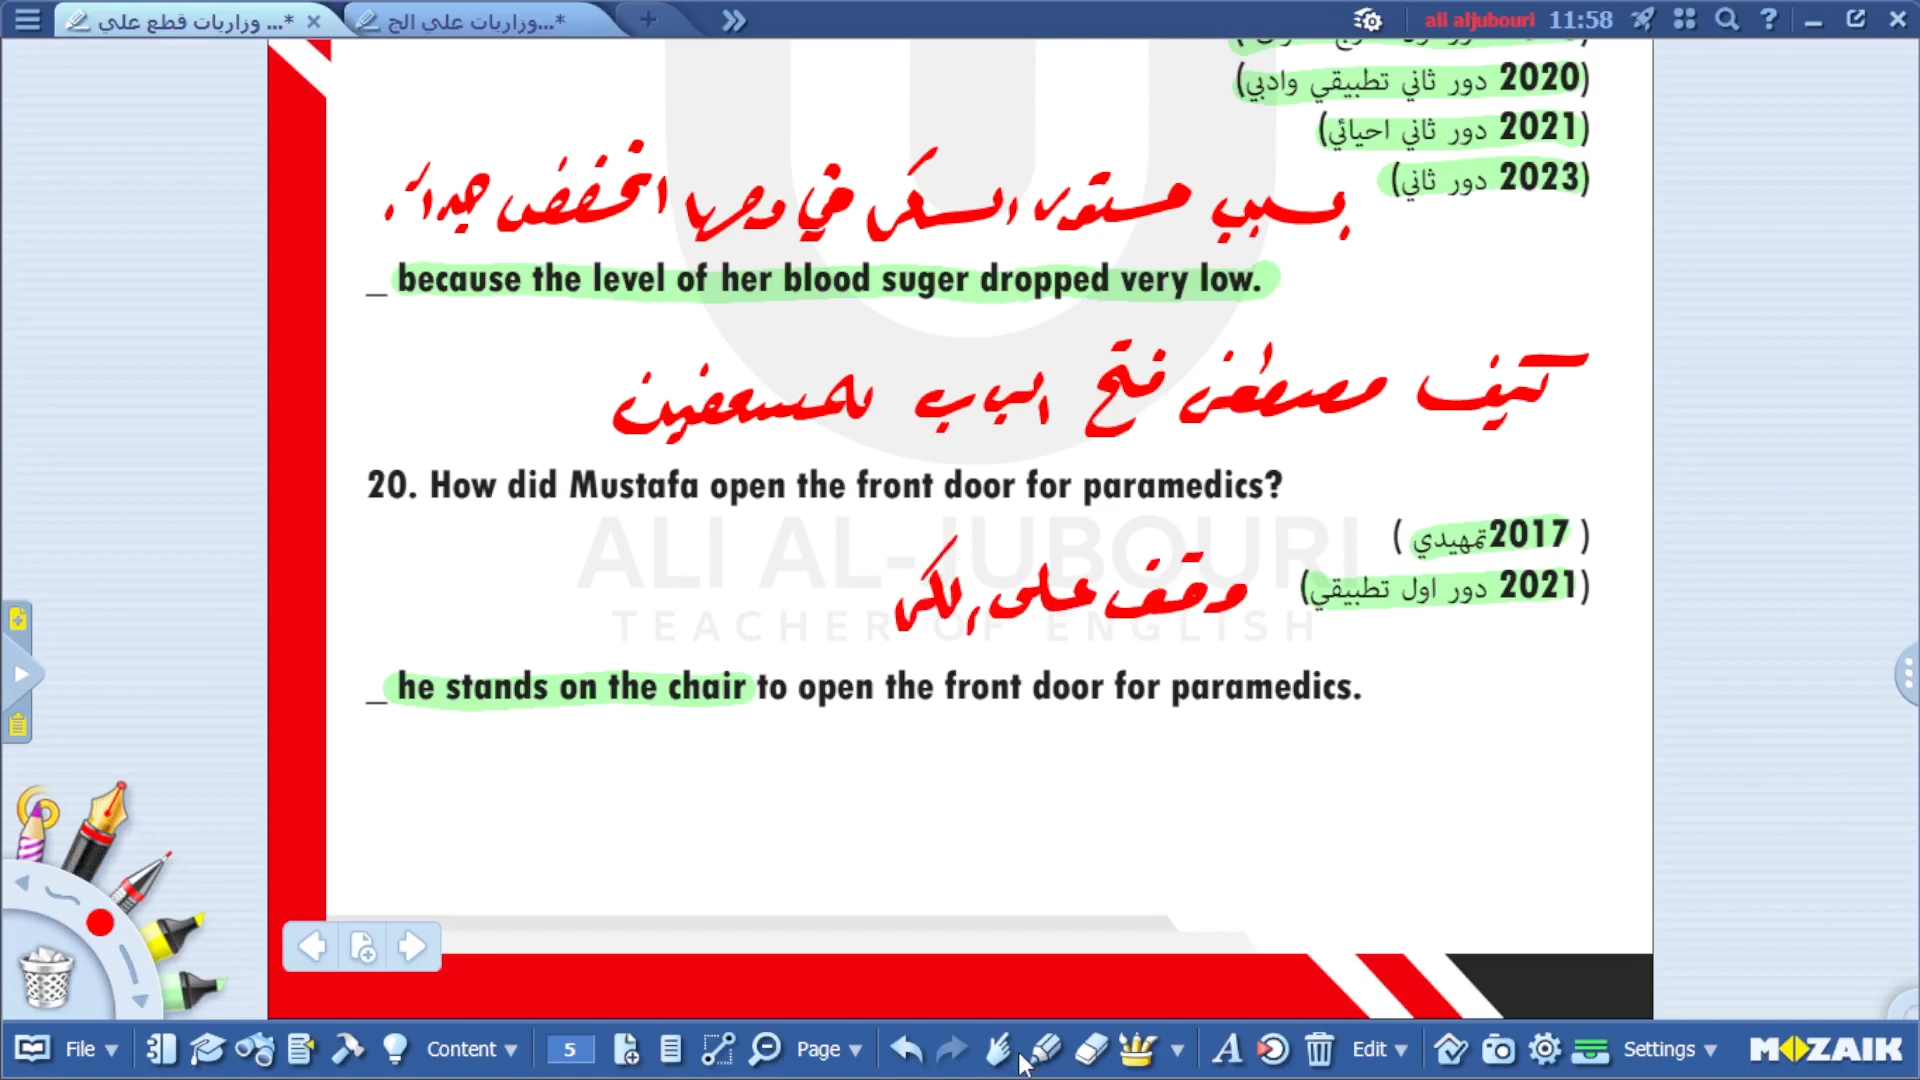 *... وزاريات قطع علي
وزاريات علي الج...*
ali aljubouri 11:58
(2020 دور ثاني تطبيقي وادبي)
(2021 دور ثاني احيائي)
(2023 دور ثاني)
بسبب مستوى السكر في دمها انخفض جداً
_ because the level of her blood suger dropped very low.
كيف مصطفى فتح الباب للمسعفين
20. How did Mustafa open the front door for paramedics?
( 2017تمهيدي )
(2021 دور اول تطبيقي)
وقف على الكرسي
ALI AL-JUBOURI
TEACHER OF ENGLISH
_ he stands on the chair to open the front door for paramedics.
File Content 5 Page Edit Settings MOZAIK